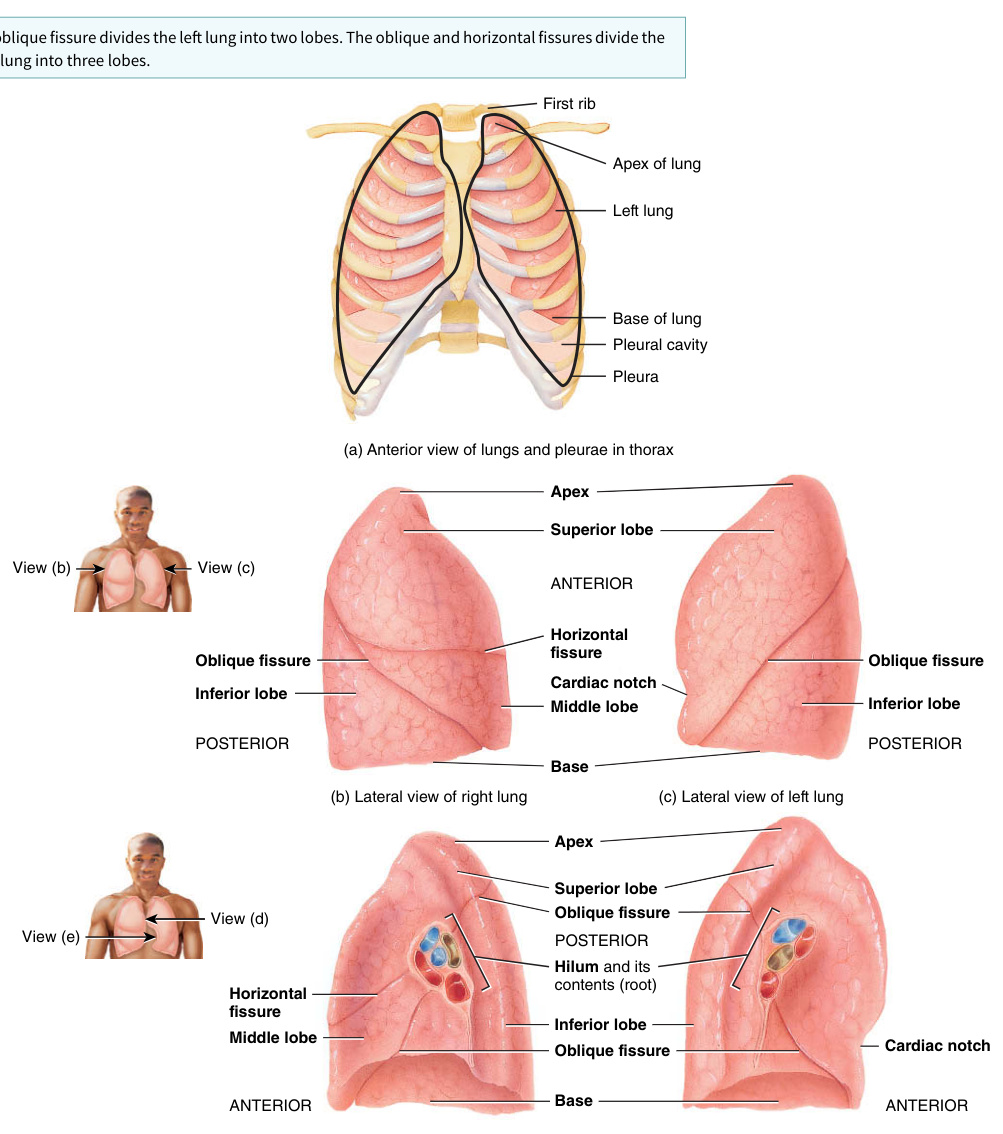 oblique fissure divides the left lung into two lobes. The oblique and horizontal fissures divide the
lung into three lobes.
First rib
Apex of lung
Left lung
Base of lung
Pleural cavity
Pleura
(a) Anterior view of lungs and pleurae in thorax
Apex
Superior lobe
View (b)
View (c)
ANTERIOR
Horizontal
fissure
Oblique fissure
Oblique fissure
Cardiac notch
Inferior lobe
Middle lobe
Inferior lobe
POSTERIOR
POSTERIOR
Base
(b) Lateral view of right lung
(c) Lateral view of left lung
Apex
Superior lobe
Oblique fissure
View (d)
View (e)
POSTERIOR
Hilum and its
contents (root)
Horizontal
fissure
Inferior lobe
Middle lobe
Oblique fissure
Cardiac notch
Base
ANTERIOR
ANTERIOR